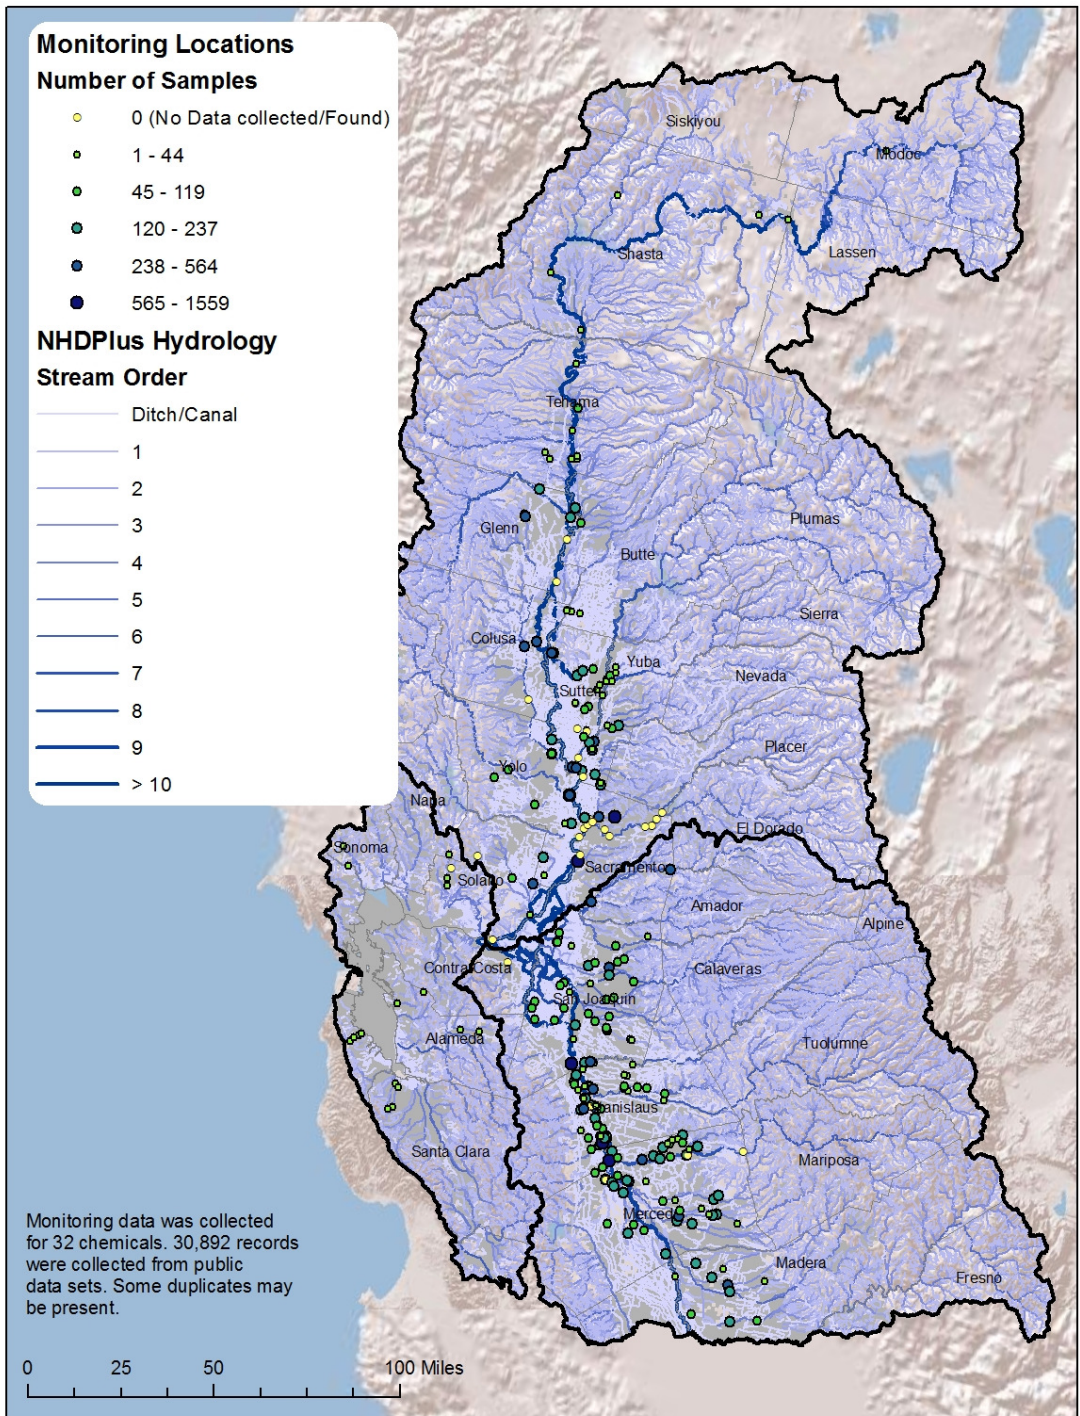 Monitoring Locations
Number of Samples
0 (No Data collected/Found)
1 - 44
45 - 119
120 - 237
238 - 564
565 - 1559
NHDPlus Hydrology
Stream Order
Ditch/Canal
1
2
3
4
5
6
7
8
9
> 10
Siskiyou
Modoc
Shasta
Lassen
Tehama
Plumas
Glenn
Butte
Sierra
Colusa
Yuba
Nevada
Sutter
Placer
Yolo
Napa
El Dorado
Sonoma
Sacramento
Solano
Amador
Alpine
Contra Costa
Calaveras
San Joaquin
Alameda
Tuolumne
Stanislaus
Santa Clara
Mariposa
Merced
Madera
Fresno
Monitoring data was collected
for 32 chemicals. 30,892 records
were collected from public
data sets. Some duplicates may
be present.
0 25 50 100 Miles